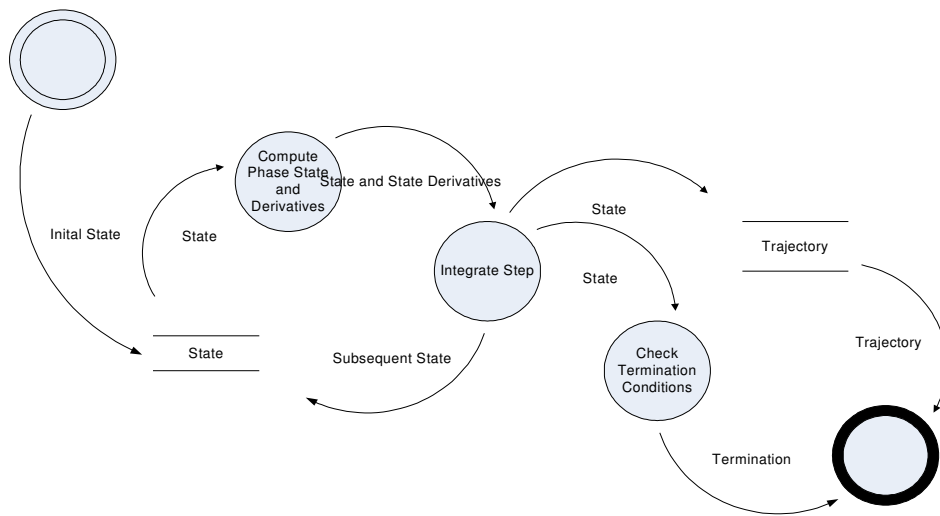 Compute
Phase State
and
Derivatives
State and State Derivatives
Inital State
State
State
Integrate Step
State
Trajectory
State
Subsequent State
Check
Termination
Conditions
Trajectory
Termination